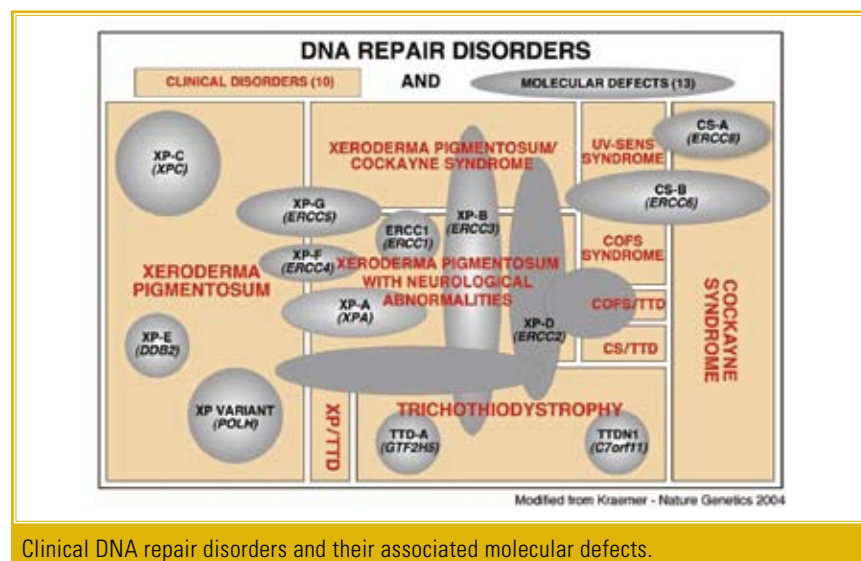 DNA REPAIR DISORDERS
CLINICAL DISORDERS (10)
AND
MOLECULAR DEFECTS (13)
XP-C
(XPC)
XERODERMA PIGMENTOSUM/
COCKAYNE SYNDROME
UV-SENS
SYNDROME
CS-A
(ERCC8)
CS-B
(ERCC6)
XP-G
(ERCC5)
ERCC1
(ERCC1)
XP-B
(ERCC3)
XP-F
(ERCC4)
COFS
SYNDROME
XERODERMA
PIGMENTOSUM
XERODERMA PIGMENTOSUM
WITH NEUROLOGICAL
ABNORMALITIES
XP-A
(XPA)
COFS/TTD
XP-D
(ERCC2)
CS/TTD
COCKAYNE
SYNDROME
XP-E
(DDB2)
XP VARIANT
(POLH)
XP/TTD
TRICHOTHIODYSTROPHY
TTD-A
(GTF2H5)
TTDN1
(C7orf11)
Modified from Kraemer - Nature Genetics 2004
Clinical DNA repair disorders and their associated molecular defects.